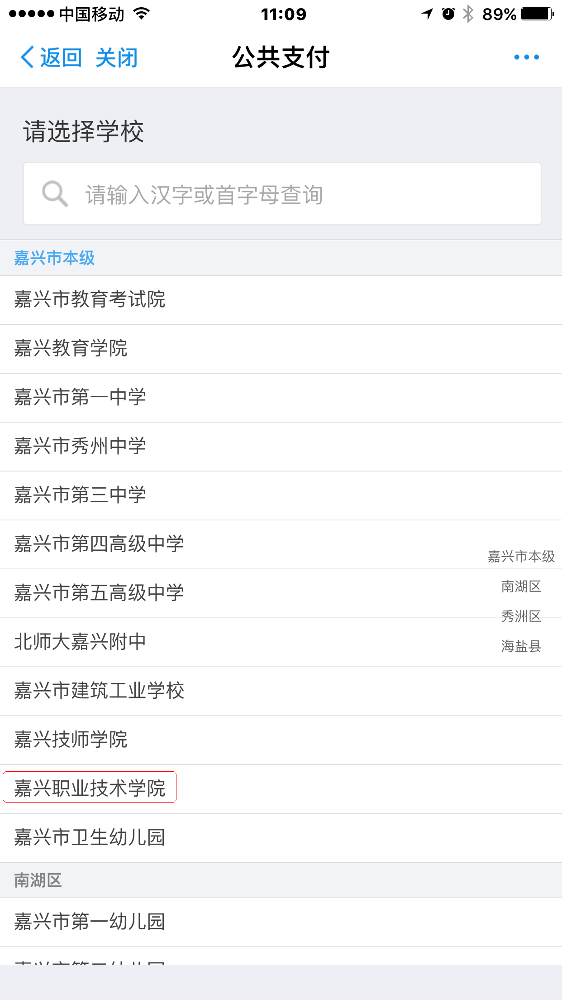 中国移动 11:09 89%
返回 关闭 公共支付
请选择学校
请输入汉字或首字母查询
嘉兴市本级
嘉兴市教育考试院
嘉兴教育学院
嘉兴市第一中学
嘉兴市秀州中学
嘉兴市第三中学
嘉兴市第四高级中学
嘉兴市本级
嘉兴市第五高级中学
南湖区
秀洲区
北师大嘉兴附中
海盐县
嘉兴市建筑工业学校
嘉兴技师学院
嘉兴职业技术学院
嘉兴市卫生幼儿园
南湖区
嘉兴市第一幼儿园